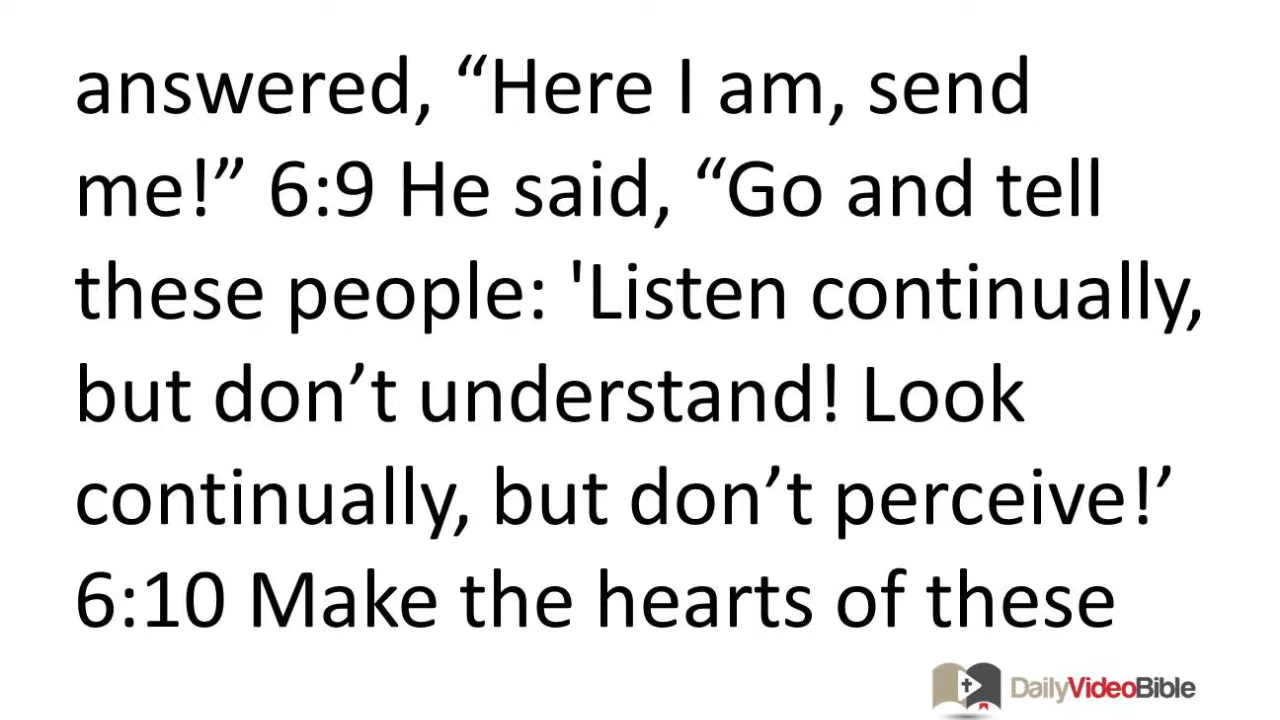 answered, “Here I am, send
me!” 6:9 He said, “Go and tell
these people: 'Listen continually,
but don’t understand! Look
continually, but don’t perceive!’
6:10 Make the hearts of these
DailyVideoBible